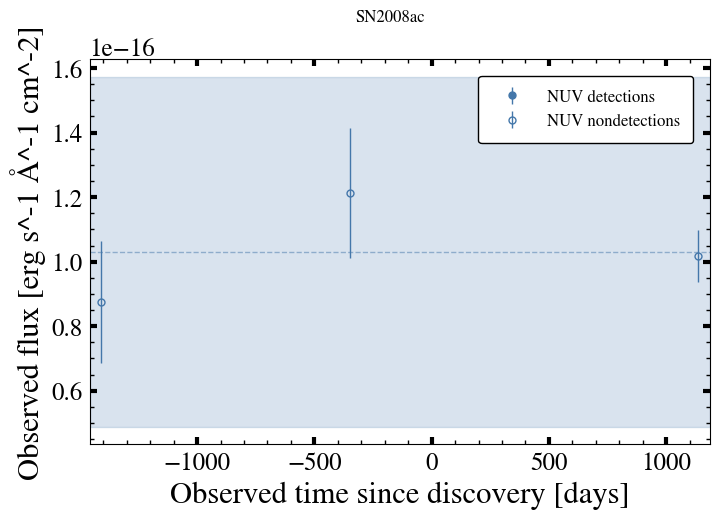 SN2008ac
1e−16
NUV detections
NUV nondetections
1.6
1.4
1.2
1.0
0.8
0.6
Observed flux [erg s^-1 Å^-1 cm^-2]
−1000
−500
0
500
1000
Observed time since discovery [days]